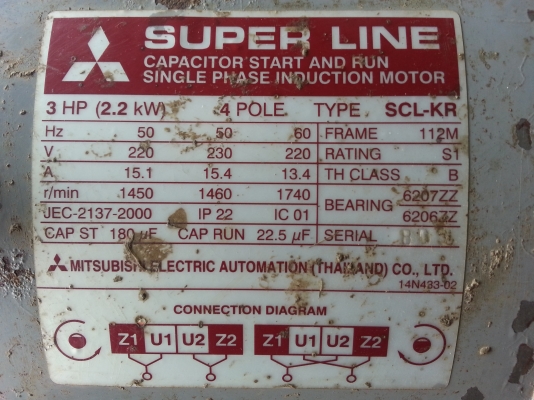 SUPER LINE
CAPACITOR START AND RUN
SINGLE PHASE INDUCTION MOTOR
3 HP (2.2 kW) 4 POLE TYPE SCL-KR
Hz 50 50 60 FRAME 112M
V 220 230 220 RATING S1
A 15.1 15.4 13.4 TH CLASS B
r/min 1450 1460 1740 BEARING 6207ZZ
JEC-2137-2000 IP 22 IC 01 6206ZZ
CAP ST 180 µF CAP RUN 22.5 µF SERIAL
MITSUBISHI ELECTRIC AUTOMATION (THAILAND) CO., LTD.
14N433-02
CONNECTION DIAGRAM
Z1 U1 U2 Z2 Z1 U1 U2 Z2